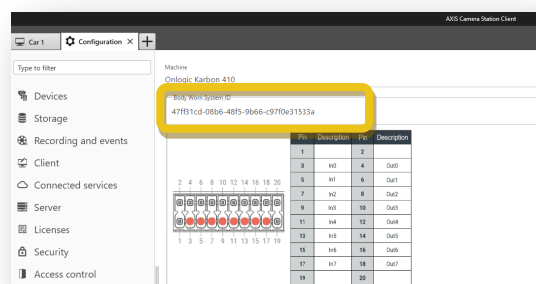 AXIS Camera Station Client
Car 1
Configuration
Type to filter
Devices
Storage
Recording and events
Client
Connected services
Server
Licenses
Security
Access control
Machine
Onlogic Karbon 410
Body Worn System ID
47ff31cd-08b6-48f5-9b66-c97f0e31533a
2 4 6 8 10 12 14 16 18 20
1 3 5 7 9 11 13 15 17 19
Pin Description Pin Description
1 2
3 In0 4 Out0
5 In1 6 Out1
7 In2 8 Out2
9 In3 10 Out3
11 In4 12 Out4
13 In5 14 Out5
15 In6 16 Out6
17 In7 18 Out7
19 20